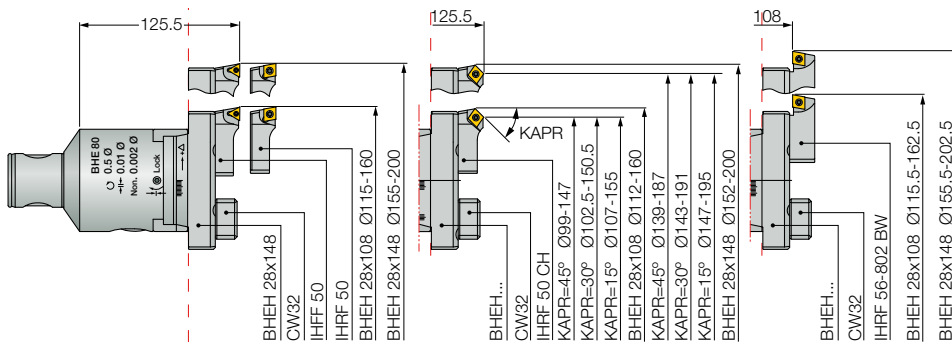 125.5
BHE 80
0.5 Ø
0.01 Ø
Non. 0.002 Ø
Lock
+Δ
BHEH 28x148
CW32
IHFF 50
IHRF 50
BHEH 28x108 Ø115-160
BHEH 28x148 Ø155-200
125.5
KAPR
BHEH...
CW32
IHRF 50 CH
KAPR=45° Ø99-147
KAPR=30° Ø102.5-150.5
KAPR=15° Ø107-155
BHEH 28x108 Ø112-160
KAPR=45° Ø139-187
KAPR=30° Ø143-191
KAPR=15° Ø147-195
BHEH 28x148 Ø152-200
108
BHEH...
CW32
IHRF 56-802 BW
BHEH 28x108 Ø115.5-162.5
BHEH 28x148 Ø155.5-202.5